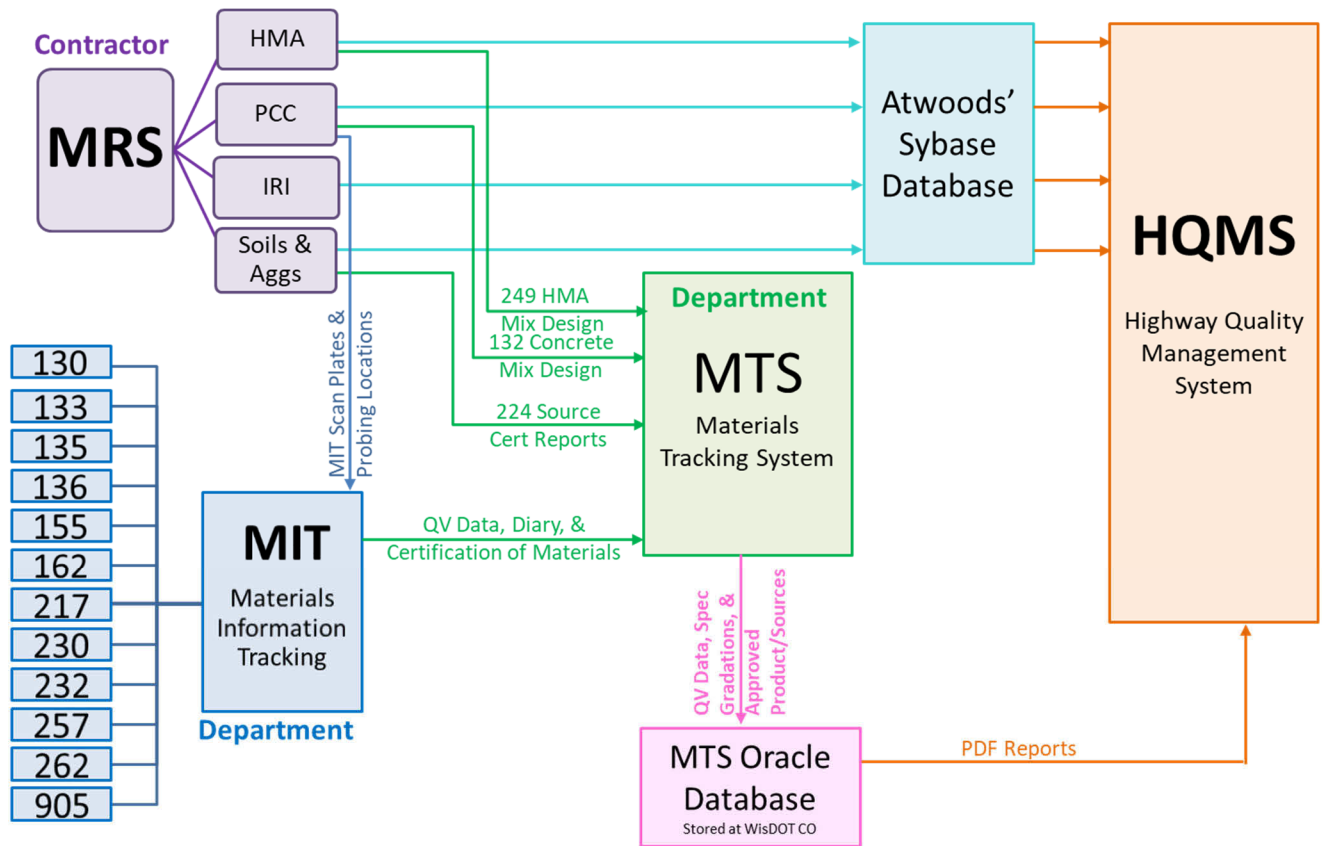 Contractor
MRS
HMA
PCC
IRI
Soils &
Aggs
Atwoods’
Sybase
Database
HQMS
Highway Quality
Management
System
249 HMA
Mix Design
132 Concrete
Mix Design
224 Source
Cert Reports
Department
MTS
Materials
Tracking System
MIT Scan Plates &
Probing Locations
130
133
135
136
155
162
217
230
232
257
262
905
MIT
Materials
Information
Tracking
Department
QV Data, Diary, &
Certification of Materials
QV Data, Spec
Gradations, &
Approved
Product/Sources
MTS Oracle
Database
Stored at WisDOT CO
PDF Reports